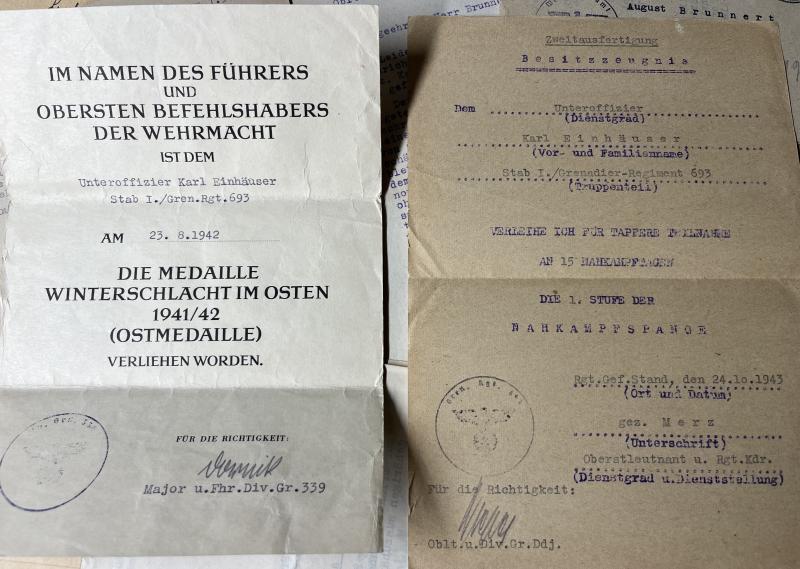 IM NAMEN DES FÜHRERS
UND
OBERSTEN BEFEHLSHABERS
DER WEHRMACHT
IST DEM
Unteroffizier Karl Einhäuser
Stab I./Gren.Rgt.693
AM 23. 8.1942
DIE MEDAILLE
WINTERSCHLACHT IM OSTEN
1941/42
(OSTMEDAILLE)
VERLIEHEN WORDEN.
FÜR DIE RICHTIGKEIT:
Major u.Fhr.Div.Gr.339
August Brunnert
Herr Brunn
Zweitausfertigung
Besitzzeugnis
Dem Unteroffizier
(Dienstgrad)
Karl Einhäuser
(Vor- und Familienname)
Stab I./Grenadier-Regiment 693
(Truppenteil)
VERLEIHE ICH FÜR TAPFERE TEILNAHME
AN 15 NAHKAMPFTAGEN
DIE 1. STUFE DER
NAHKAMPFSPANGE
Rgt.Gef.Stand, den 24.10.1943
(Ort und Datum)
gez. Merz
(Unterschrift)
Oberstleutnant u. Rgt.Kdr.
(Dienstgrad u.Dienststellung)
Für die Richtigkeit:
Oblt.u.Div.Gr.Ddj.